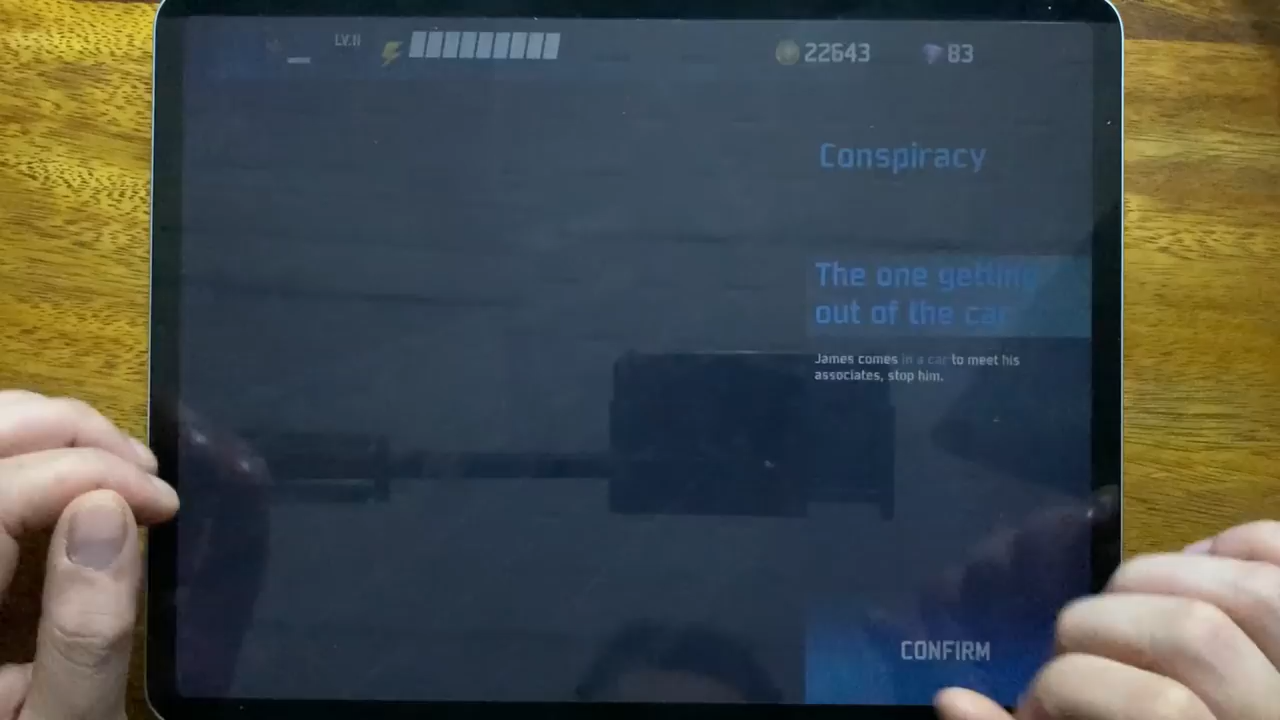 LV.11
22643
83
Conspiracy
The one getting
out of the car
James comes in a car to meet his
associates, stop him.
CONFIRM